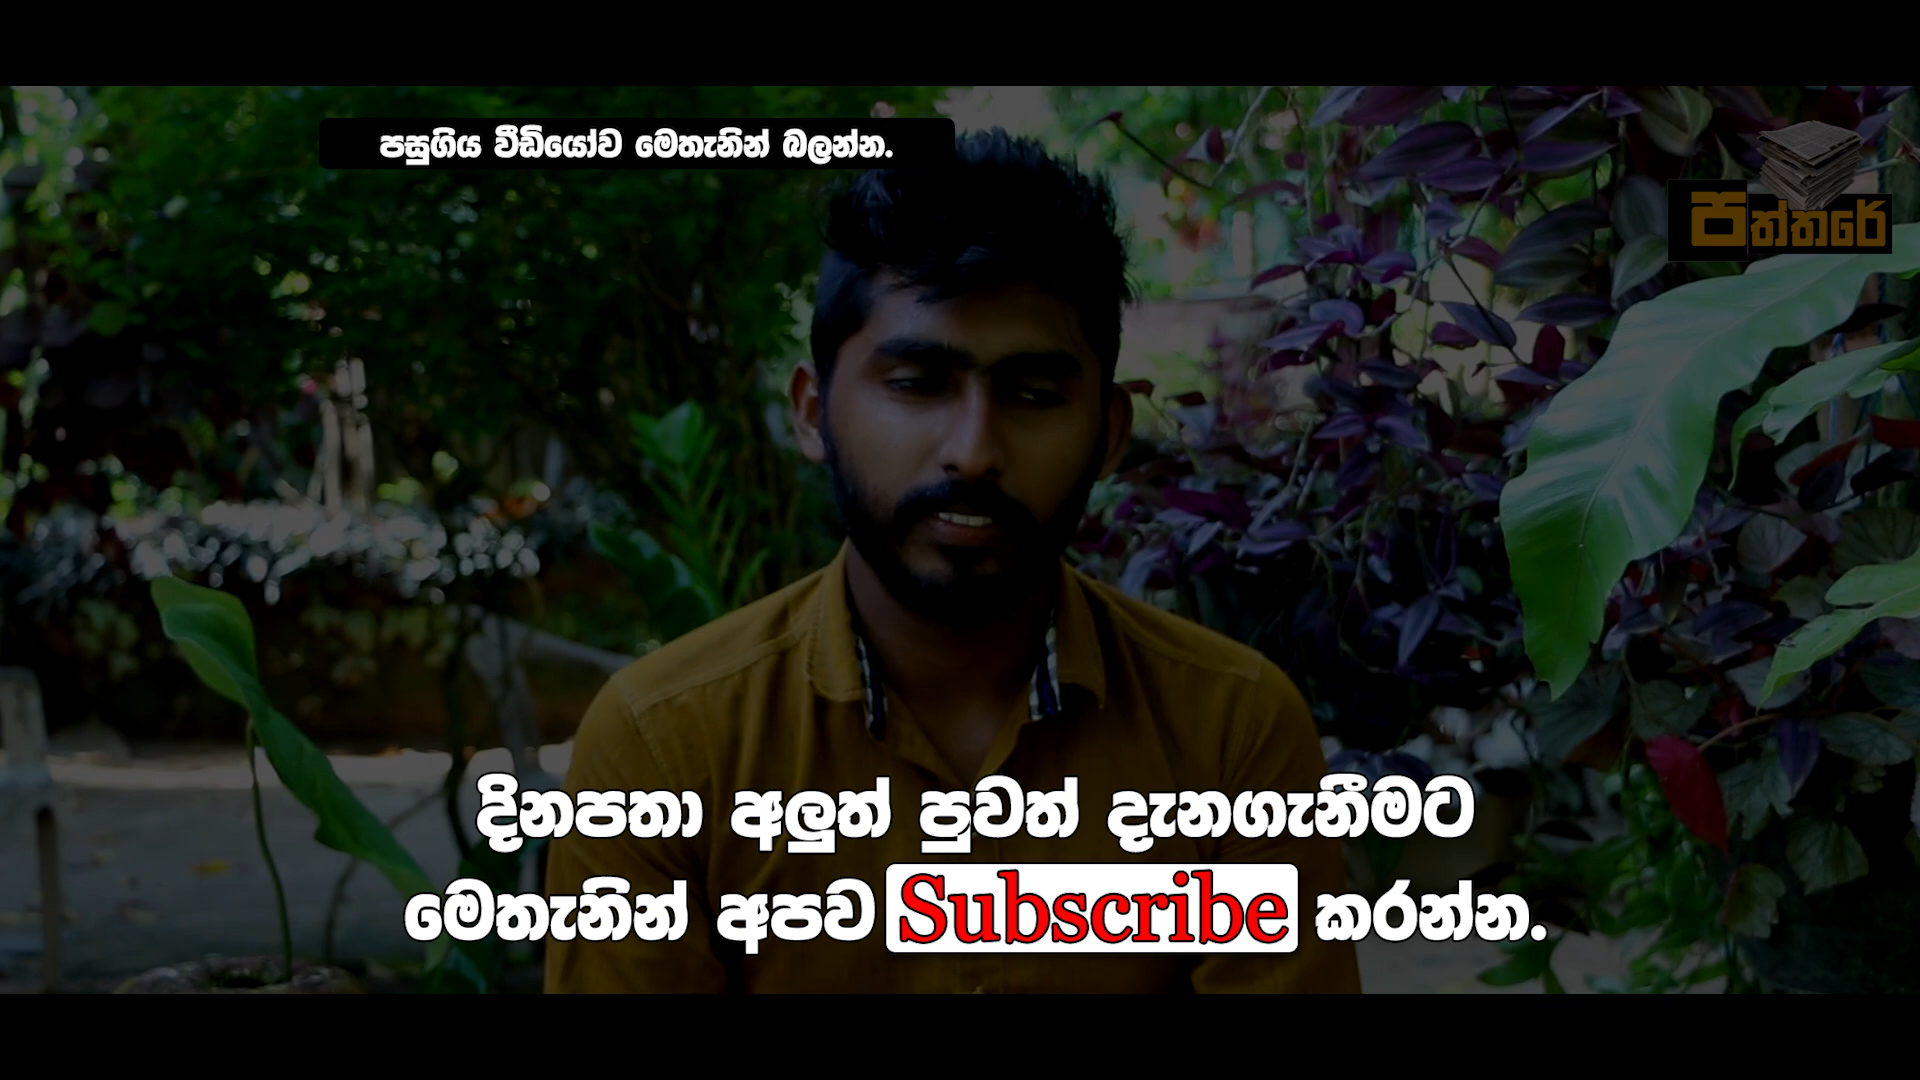 පසුගිය වීඩියෝව මෙතැනින් බලන්න.
පත්තරේ
දිනපතා අලුත් පුවත් දැනගැනීමට
මෙතැනින් අපව Subscribe කරන්න.